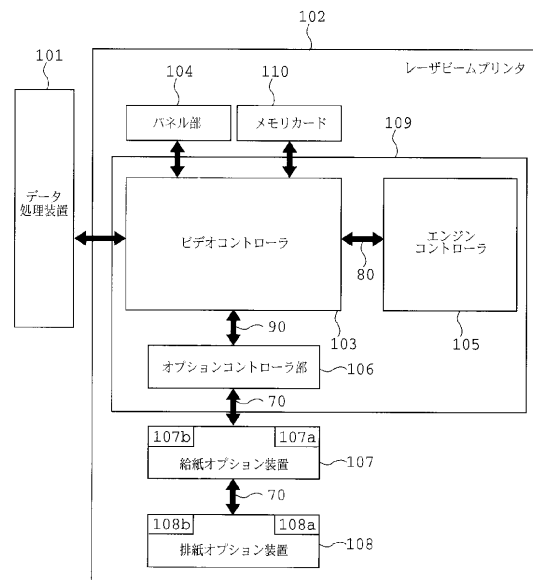 102
101
レーザビームプリンタ
104
110
パネル部
メモリカード
109
データ
処理装置
ビデオコントローラ
エンジン
コントローラ
80
90
103
105
オプションコントローラ部
106
70
107b
107a
給紙オプション装置
107
70
108b
108a
排紙オプション装置
108